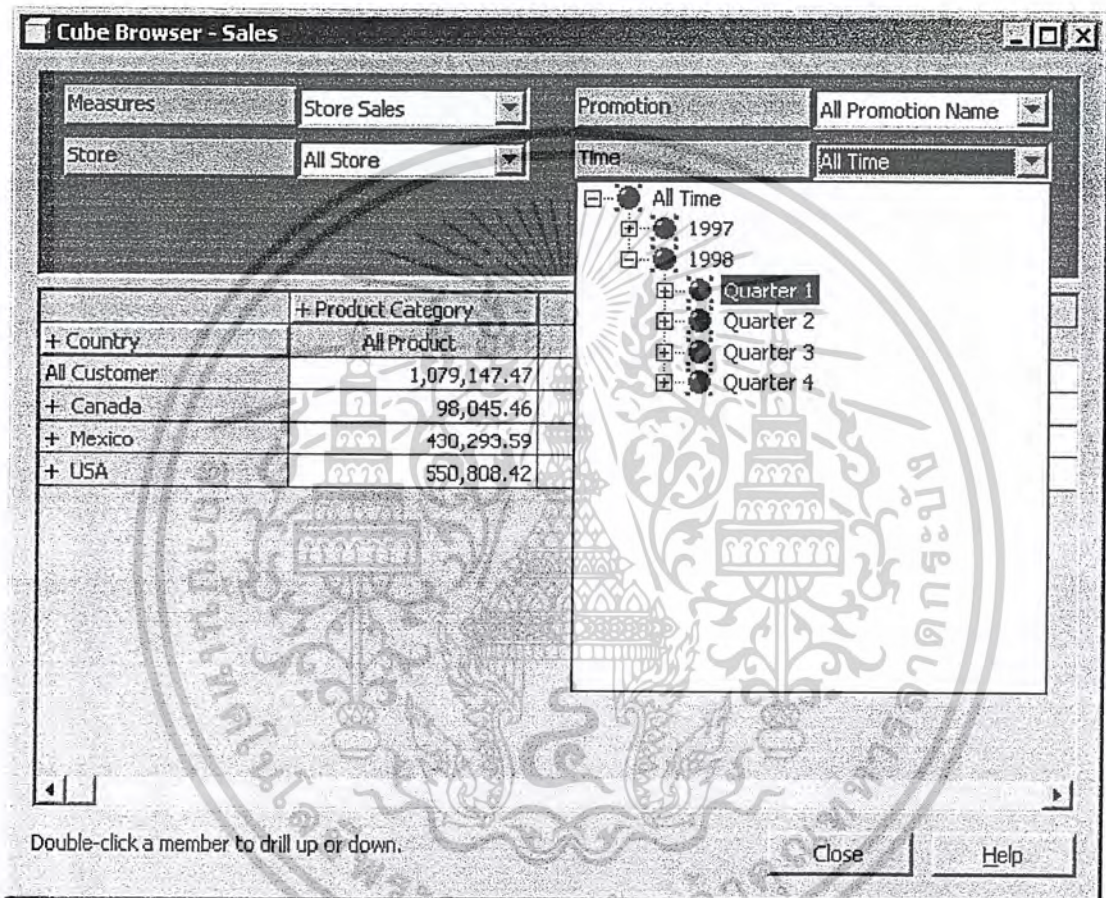 Cube Browser - Sales
Measures
Store Sales
Promotion
All Promotion Name
Store
All Store
Time
All Time
All Time
1997
1998
Quarter 1
Quarter 2
Quarter 3
Quarter 4
+ Product Category
+ Country
All Product
All Customer
1,079,147.47
+ Canada
98,045.46
+ Mexico
430,293.59
+ USA
550,808.42
Double-click a member to drill up or down.
Close
Help